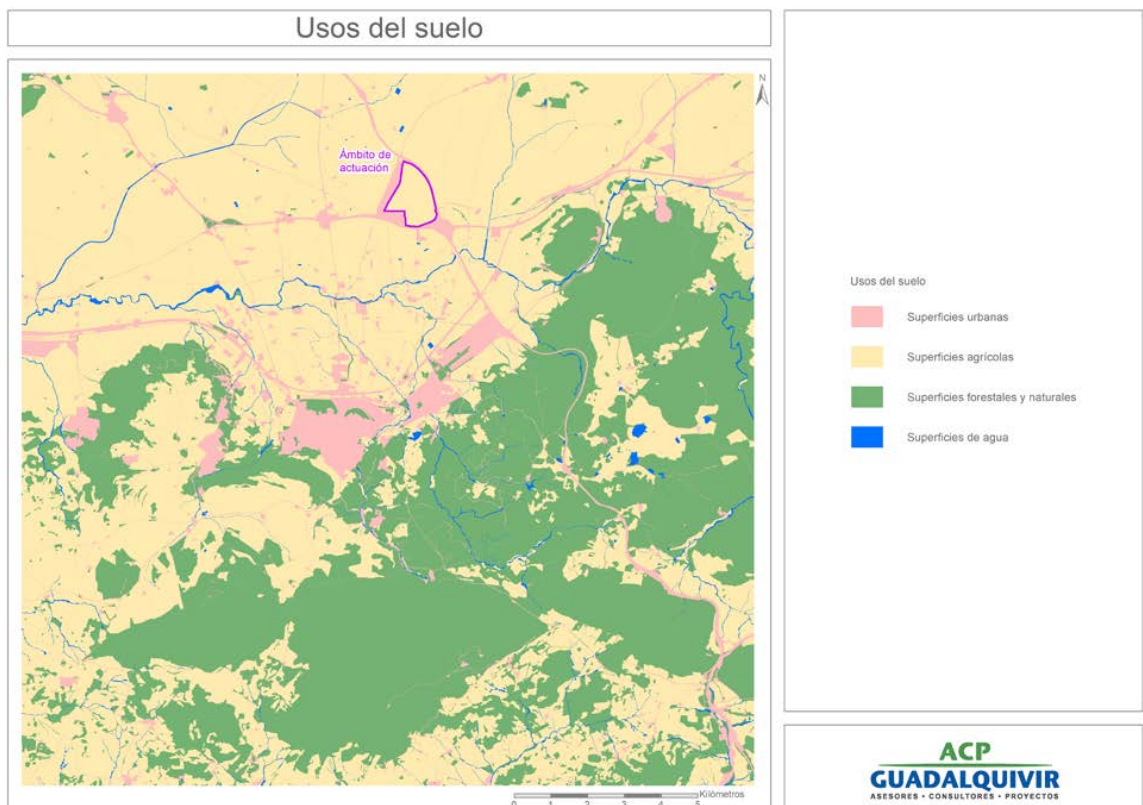 Usos del suelo
N
Ámbito de
actuación
Usos del suelo
Superficies urbanas
Superficies agrícolas
Superficies forestales y naturales
Superficies de agua
Kilómetros
0 1 2 3 4 5
ACP
GUADALQUIVIR
ASESORES • CONSULTORES • PROYECTOS